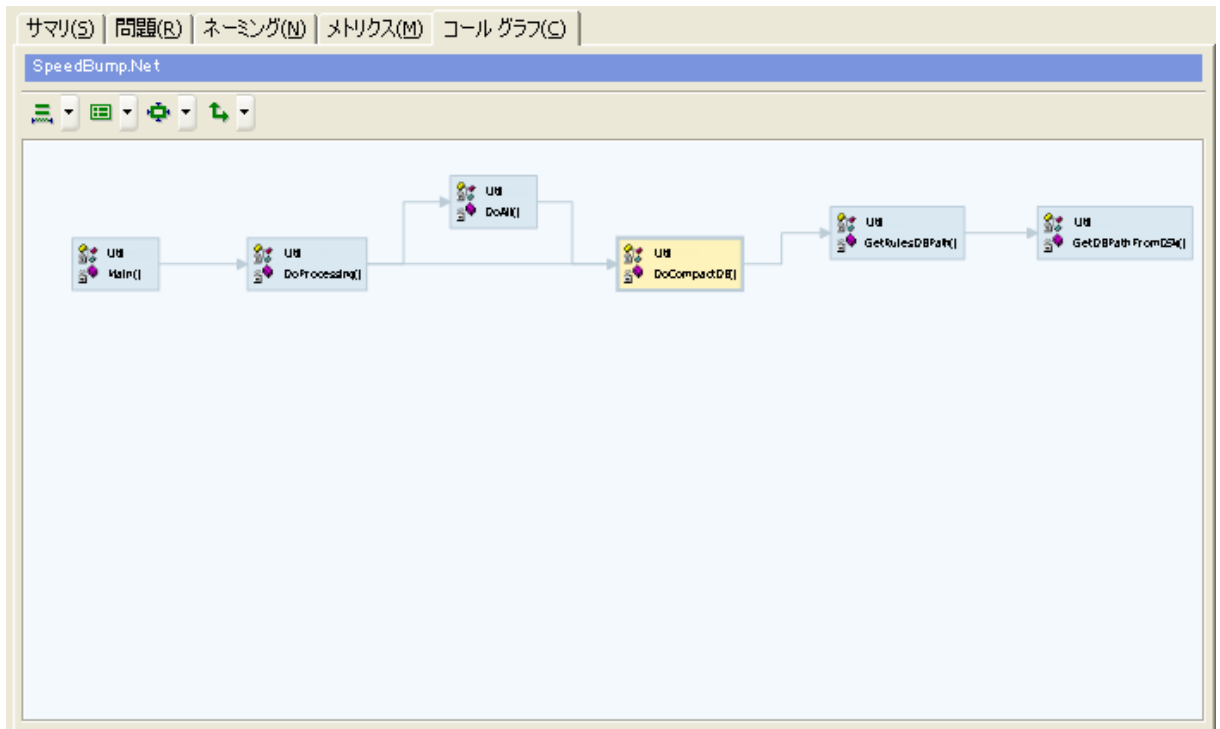 サマリ(S) 問題(R) ネーミング(N) メトリクス(M) コール グラフ(C)
SpeedBump.Net
Util
DoAll()
Util
Main()
Util
DoProcessing()
Util
DoCompactDB()
Util
GetRulesDBPath()
Util
GetDBPathFromDSN()